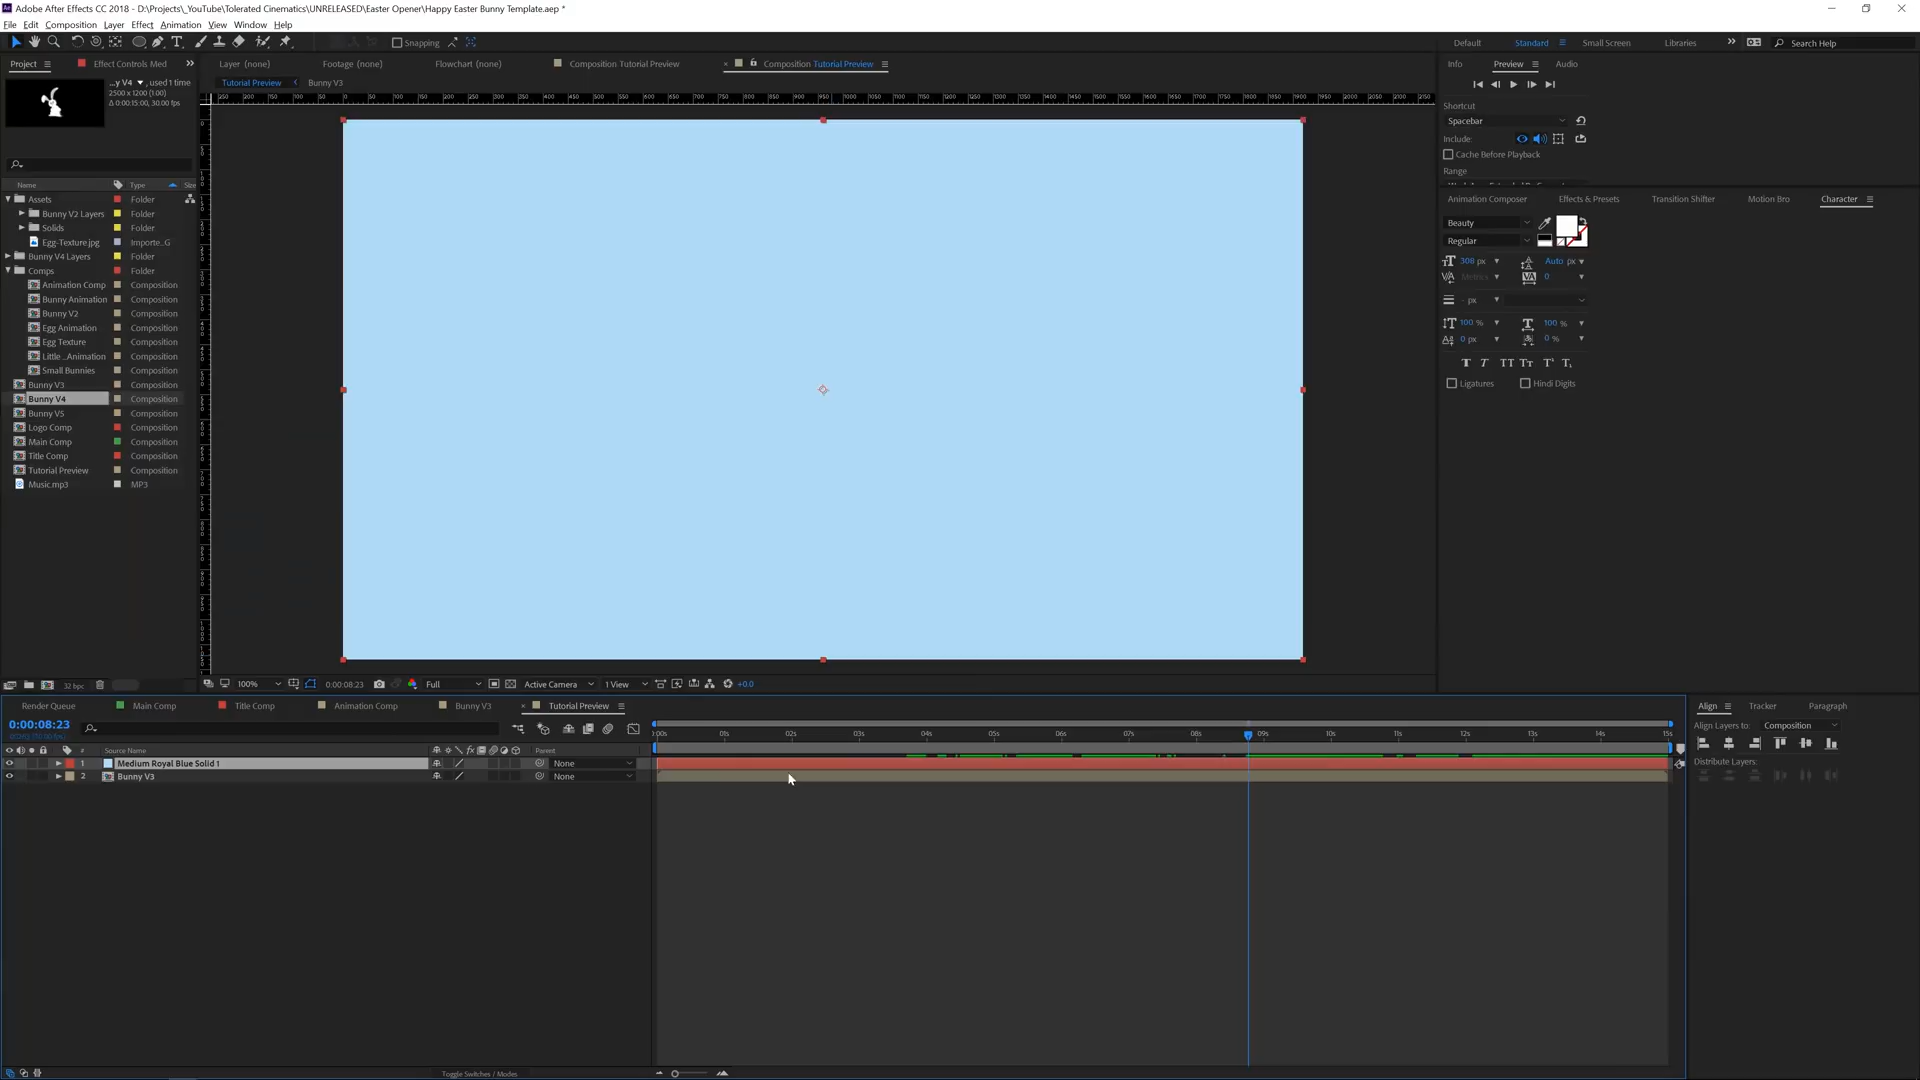 Adobe After Effects CC 2018 - D:\Projects\_YouTube\Tolerated Cinematics\UNRELEASED\Easter Opener\Happy Easter Bunny Template.aep *
File Edit Composition Layer Effect Animation View Window Help
Snapping
Default Standard Small Screen Libraries Search Help
Project Effect Controls Med
Layer (none) Footage (none) Flowchart (none) Composition Tutorial Preview Composition Tutorial Preview
Info Preview Audio
...y V4 , used 1 time
2500 x 1200 (1.00)
Δ 0:00:15:00, 30.00 fps
Tutorial Preview Bunny V3
Shortcut
Spacebar
Include:
Cache Before Playback
Range
Name Type Size
Assets Folder
Bunny V2 Layers Folder
Solids Folder
Egg-Texture.jpg Importe..G
Bunny V4 Layers Folder
Comps Folder
Animation Comp Composition
Bunny Animation Composition
Bunny V2 Composition
Egg Animation Composition
Egg Texture Composition
Little ..Animation Composition
Small Bunnies Composition
Bunny V3 Composition
Bunny V4 Composition
Bunny V5 Composition
Logo Comp Composition
Main Comp Composition
Title Comp Composition
Tutorial Preview Composition
Music.mp3 MP3
Animation Composer Effects & Presets Transition Shifter Motion Bro Character
Beauty
Regular
308 px Auto px
Metrics 0
- px
100 % 100 %
0 px 0 %
Ligatures Hindi Digits
32 bpc
100% 0:00:08:23 Full Active Camera 1 View +0.0
Render Queue Main Comp Title Comp Animation Comp Bunny V3 Tutorial Preview
Align Tracker Paragraph
0:00:08:23
Align Layers to: Composition
Distribute Layers:
:00s 01s 02s 03s 04s 05s 06s 07s 08s 09s 10s 11s 12s 13s 14s 15s
# Source Name Parent
1 Medium Royal Blue Solid 1 None
2 Bunny V3 None
Toggle Switches / Modes